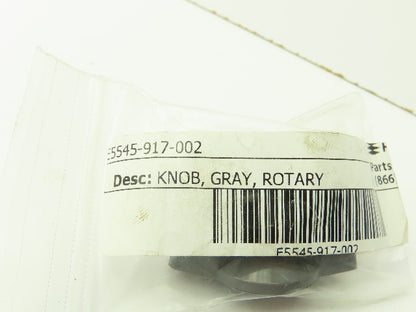 E5545-917-002
Desc: KNOB, GRAY, ROTARY
Parts
(866)
E5545-917-002